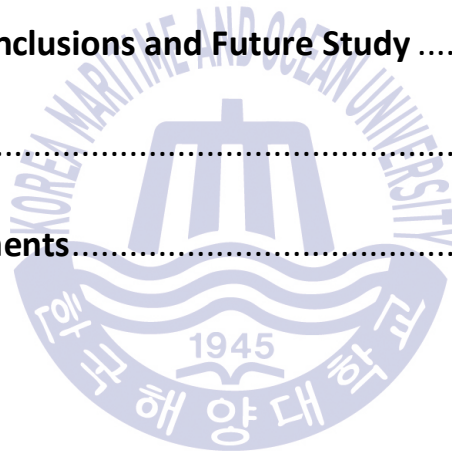 nclusions and Future Study ....
KOREA MARITIME AND OCEAN UNIVERSITY
................................................
nents..........................................
1945
한국해양대학교